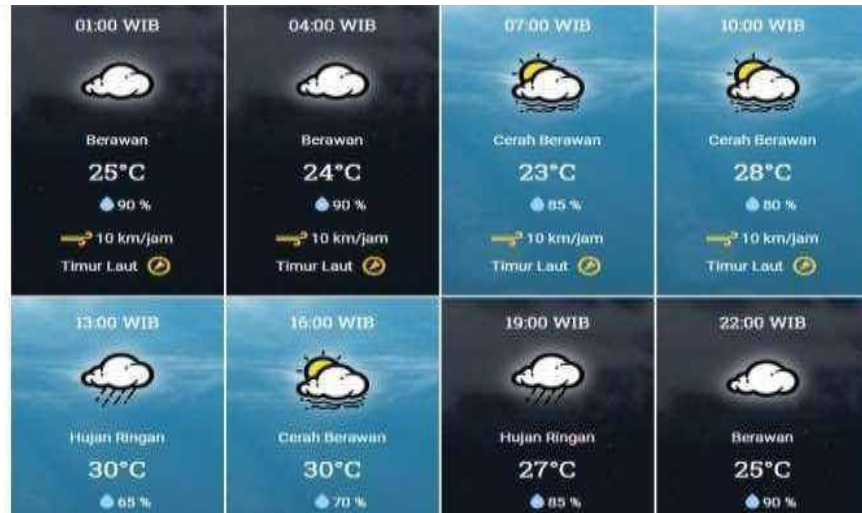 01:00 WIB
Berawan
25°C
90 %
10 km/jam
Timur Laut
04:00 WIB
Berawan
24°C
90 %
10 km/jam
Timur Laut
07:00 WIB
Cerah Berawan
23°C
85 %
10 km/jam
Timur Laut
10:00 WIB
Cerah Berawan
28°C
80 %
10 km/jam
Timur Laut
13:00 WIB
Hujan Ringan
30°C
65 %
16:00 WIB
Cerah Berawan
30°C
70 %
19:00 WIB
Hujan Ringan
27°C
85 %
22:00 WIB
Berawan
25°C
90 %